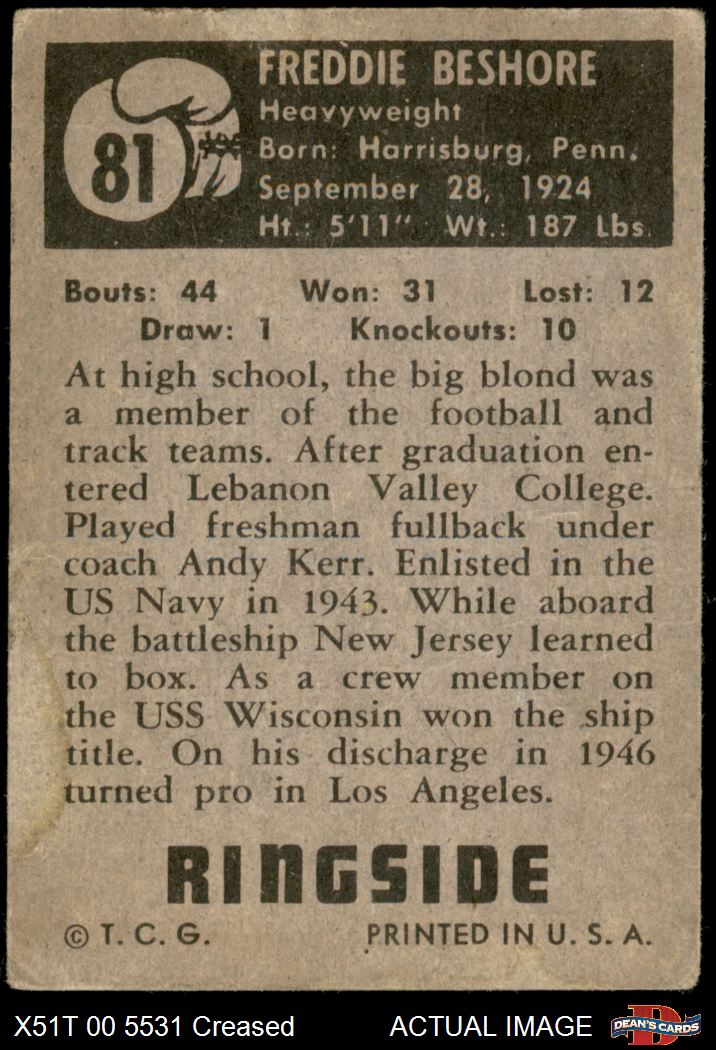 81
FREDDIE BESHORE
Heavyweight
Born: Harrisburg, Penn.
September 28, 1924
Ht.: 5'11" Wt.: 187 Lbs.
Bouts: 44 Won: 31 Lost: 12
Draw: 1 Knockouts: 10
At high school, the big blond was
a member of the football and
track teams. After graduation en-
tered Lebanon Valley College.
Played freshman fullback under
coach Andy Kerr. Enlisted in the
US Navy in 1943. While aboard
the battleship New Jersey learned
to box. As a crew member on
the USS Wisconsin won the ship
title. On his discharge in 1946
turned pro in Los Angeles.
RINGSIDE
© T. C. G. PRINTED IN U. S. A.
X51T 00 5531 Creased ACTUAL IMAGE
D
DEAN'S CARDS